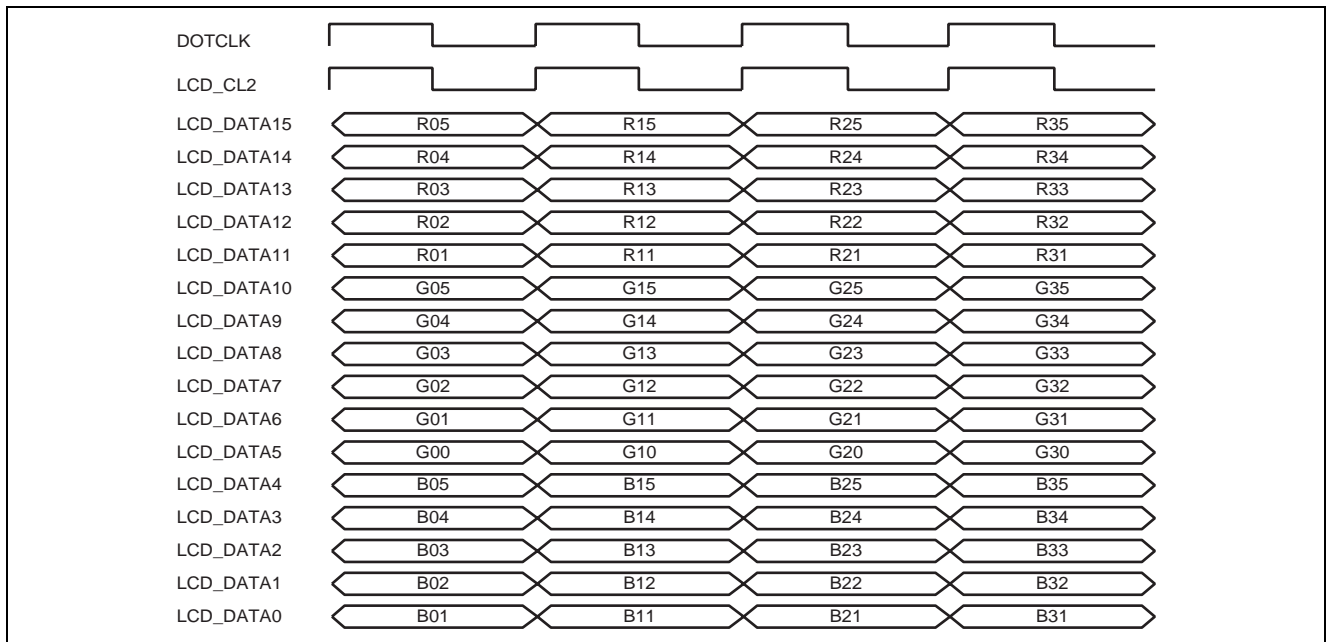 DOTCLK
LCD_CL2
LCD_DATA15 R05 R15 R25 R35
LCD_DATA14 R04 R14 R24 R34
LCD_DATA13 R03 R13 R23 R33
LCD_DATA12 R02 R12 R22 R32
LCD_DATA11 R01 R11 R21 R31
LCD_DATA10 G05 G15 G25 G35
LCD_DATA9 G04 G14 G24 G34
LCD_DATA8 G03 G13 G23 G33
LCD_DATA7 G02 G12 G22 G32
LCD_DATA6 G01 G11 G21 G31
LCD_DATA5 G00 G10 G20 G30
LCD_DATA4 B05 B15 B25 B35
LCD_DATA3 B04 B14 B24 B34
LCD_DATA2 B03 B13 B23 B33
LCD_DATA1 B02 B12 B22 B32
LCD_DATA0 B01 B11 B21 B31